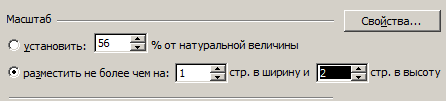 Масштаб
Свойства...
установить: 56 % от натуральной величины
разместить не более чем на: 1 стр. в ширину и 2 стр. в высоту